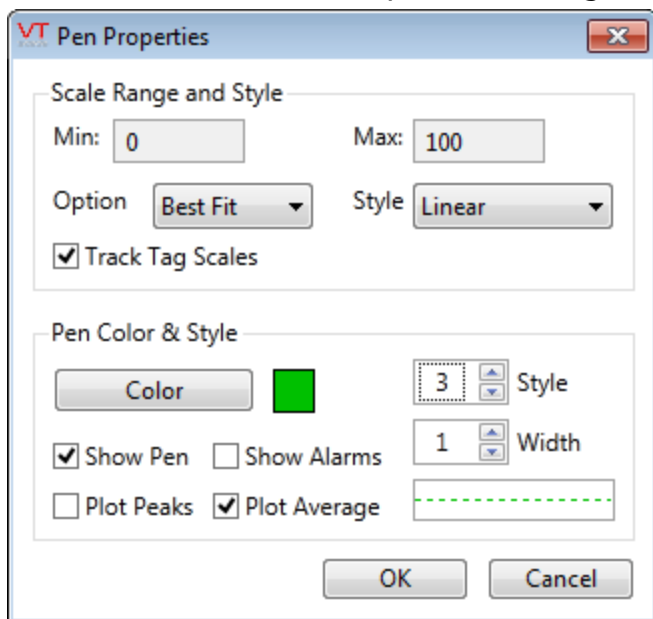 VT Pen Properties
Scale Range and Style
Min: 0 Max: 100
Option Best Fit Style Linear
Track Tag Scales
Pen Color & Style
Color 3 Style
Show Pen Show Alarms 1 Width
Plot Peaks Plot Average
OK Cancel